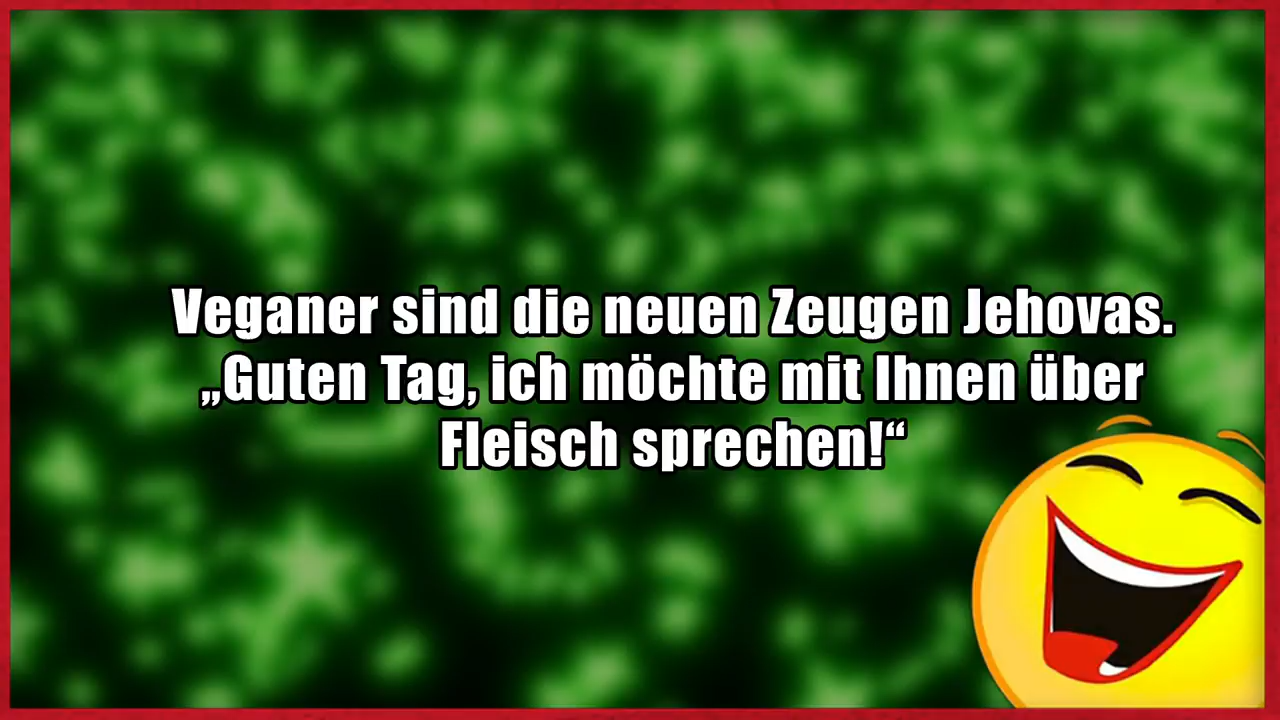 Veganer sind die neuen Zeugen Jehovas.
„Guten Tag, ich möchte mit Ihnen über
Fleisch sprechen!“